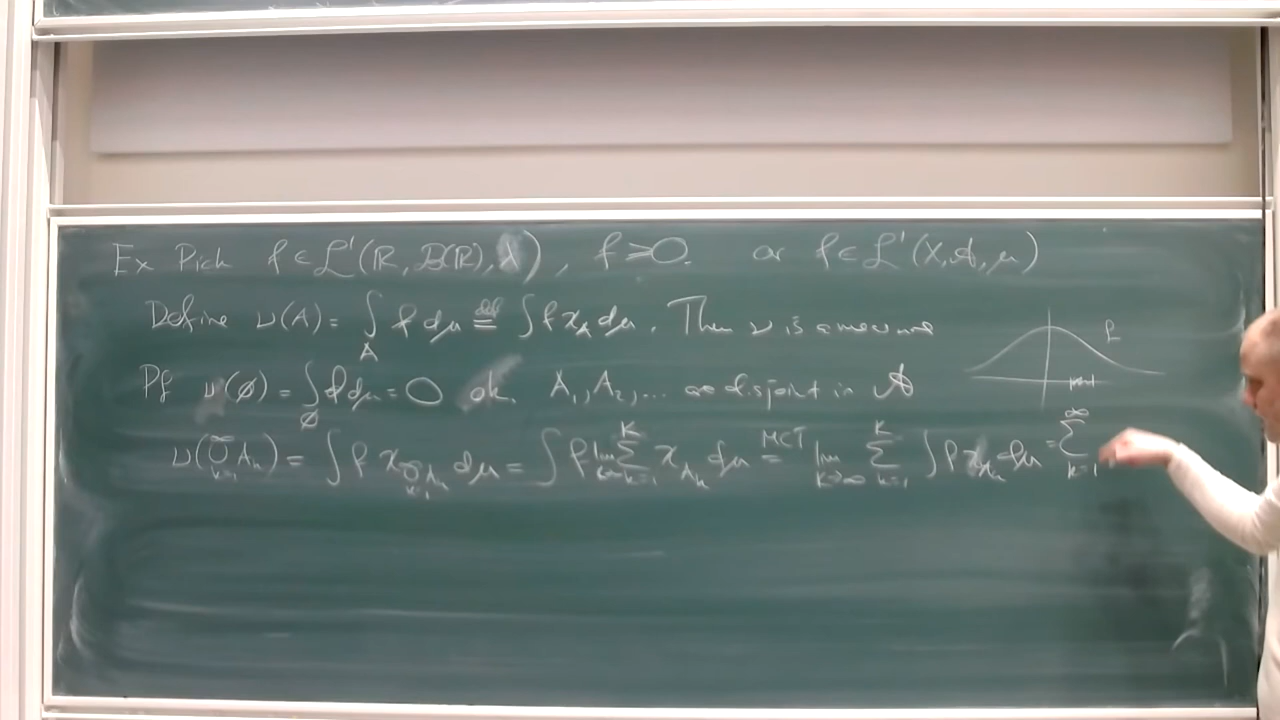 Ex Pick f ∈ L¹(ℝ, B(ℝ), λ), f ≥ 0. or f ∈ L¹(X, A, μ)
Define ν(A) = ∫_A f dμ =^{def} ∫ f χ_A dμ. Then ν is a measure
f
Pf ν(∅) = ∫_∅ f dμ = 0 ok. A₁, A₂, ... are disjoint in A
ν(⋃_{k=1}^∞ A_k) = ∫ f χ_{⋃_{k=1}^∞ A_k} dμ = ∫ f lim_{K→∞} ∑_{k=1}^K χ_{A_k} dμ =^{MCT} lim_{K→∞} ∑_{k=1}^K ∫ f χ_{A_k} dμ = ∑_{k=1}^∞